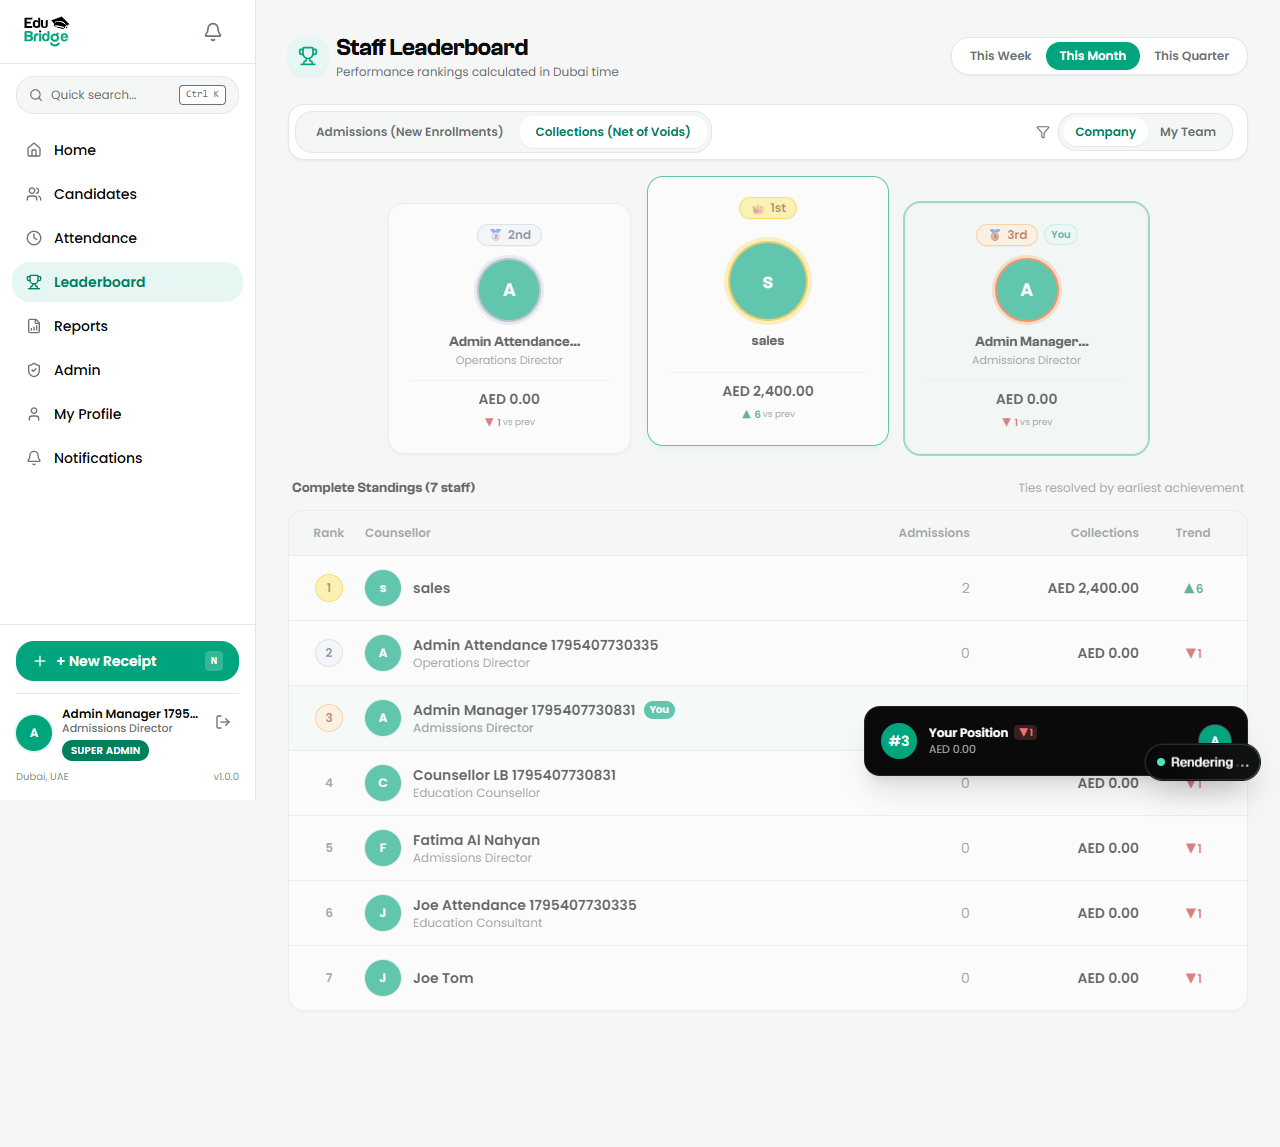 Edu
Bridge
Quick search...
Ctrl K
Home
Candidates
Attendance
Leaderboard
Reports
Admin
My Profile
Notifications
+ New Receipt
N
A
Admin Manager 1795...
Admissions Director
SUPER ADMIN
Dubai, UAE
v1.0.0
Staff Leaderboard
Performance rankings calculated in Dubai time
This Week
This Month
This Quarter
Admissions (New Enrollments)
Collections (Net of Voids)
Company
My Team
2nd
A
Admin Attendance...
Operations Director
AED 0.00
▼ 1 vs prev
1st
s
sales
AED 2,400.00
▲ 6 vs prev
3rd
You
A
Admin Manager...
Admissions Director
AED 0.00
▼ 1 vs prev
Complete Standings (7 staff)
Ties resolved by earliest achievement
Rank Counsellor Admissions Collections Trend
1 s sales 2 AED 2,400.00 ▲6
2 A Admin Attendance 1795407730335 0 AED 0.00 ▼1
Operations Director
3 A Admin Manager 1795407730831 You
Admissions Director
#3 Your Position ▼1
AED 0.00
A
Rendering ...
4 C Counsellor LB 1795407730831 0 AED 0.00 ▼1
Education Counsellor
5 F Fatima Al Nahyan 0 AED 0.00 ▼1
Admissions Director
6 J Joe Attendance 1795407730335 0 AED 0.00 ▼1
Education Consultant
7 J Joe Tom 0 AED 0.00 ▼1